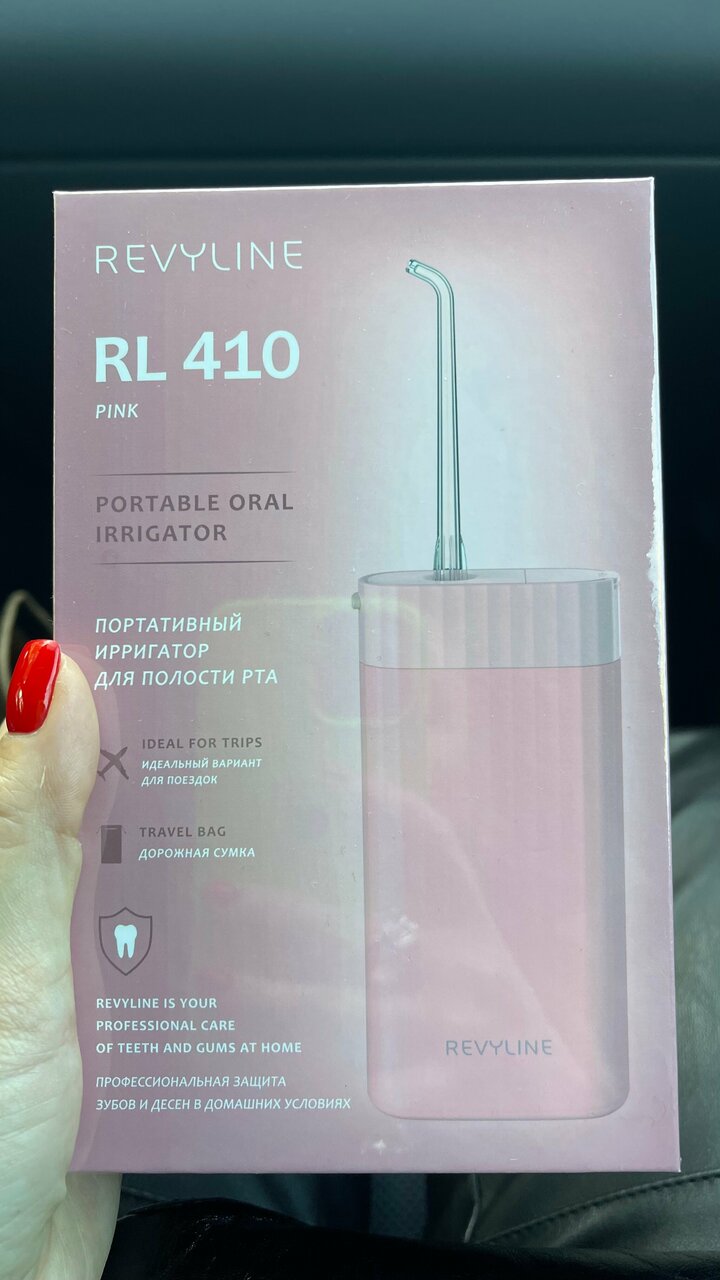 REVYLINE
RL 410
PINK
PORTABLE ORAL
IRRIGATOR
ПОРТАТИВНЫЙ
ИРРИГАТОР
ДЛЯ ПОЛОСТИ РТА
IDEAL FOR TRIPS
ИДЕАЛЬНЫЙ ВАРИАНТ
ДЛЯ ПОЕЗДОК
TRAVEL BAG
ДОРОЖНАЯ СУМКА
REVYLINE IS YOUR
PROFESSIONAL CARE
OF TEETH AND GUMS AT HOME
ПРОФЕССИОНАЛЬНАЯ ЗАЩИТА
ЗУБОВ И ДЕСЕН В ДОМАШНИХ УСЛОВИЯХ
REVYLINE